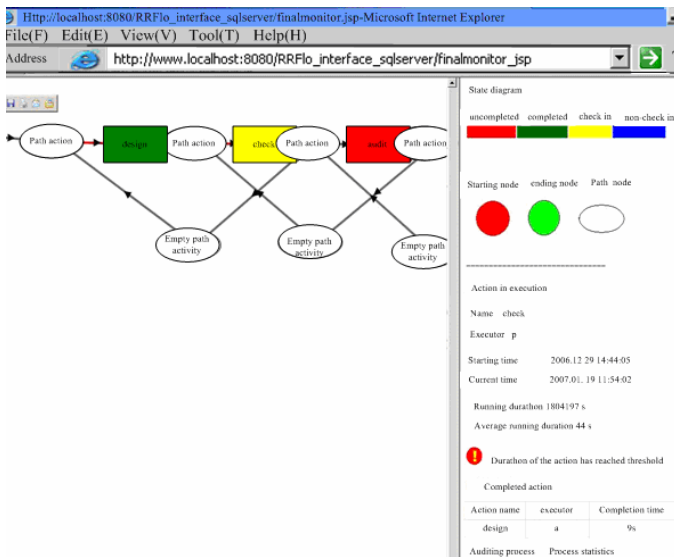 Http://localhost:8080/RRFlo_interface_sqlserver/finalmonitor.jsp-Microsoft Internet Explorer
File(F) Edit(E) View(V) Tool(T) Help(H)
Address http://www.localhost:8080/RRFlo_interface_sqlserver/finalmonitor_jsp
Path action design Path action check Path action audit Path action
Empty path activity
Empty path activity
Empty path activity
State diagram
uncompleted completed check in non-check in
Starting node ending node Path node
--------------------------------
Action in execution
Name check
Executor p
Starting time 2006.12 29 14:44:05
Current time 2007.01. 19 11:54:02
Running durathon 1804197 s
Average running duration 44 s
! Durathon of the action has reached threshold
Completed action
Action name executor Completion time
design a 9s
Auditing process Process statistics